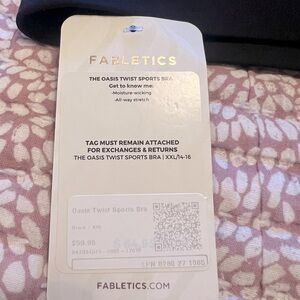 FABLETICS
THE OASIS TWIST SPORTS BRA
Get to know me:
-Moisture-wicking
-All-way stretch
TAG MUST REMAIN ATTACHED
FOR EXCHANGES & RETURNS
THE OASIS TWIST SPORTS BRA | XXL/14-16
Oasis Twist Sports Bra
Black / XXL
$59.95
FABLETICS.COM